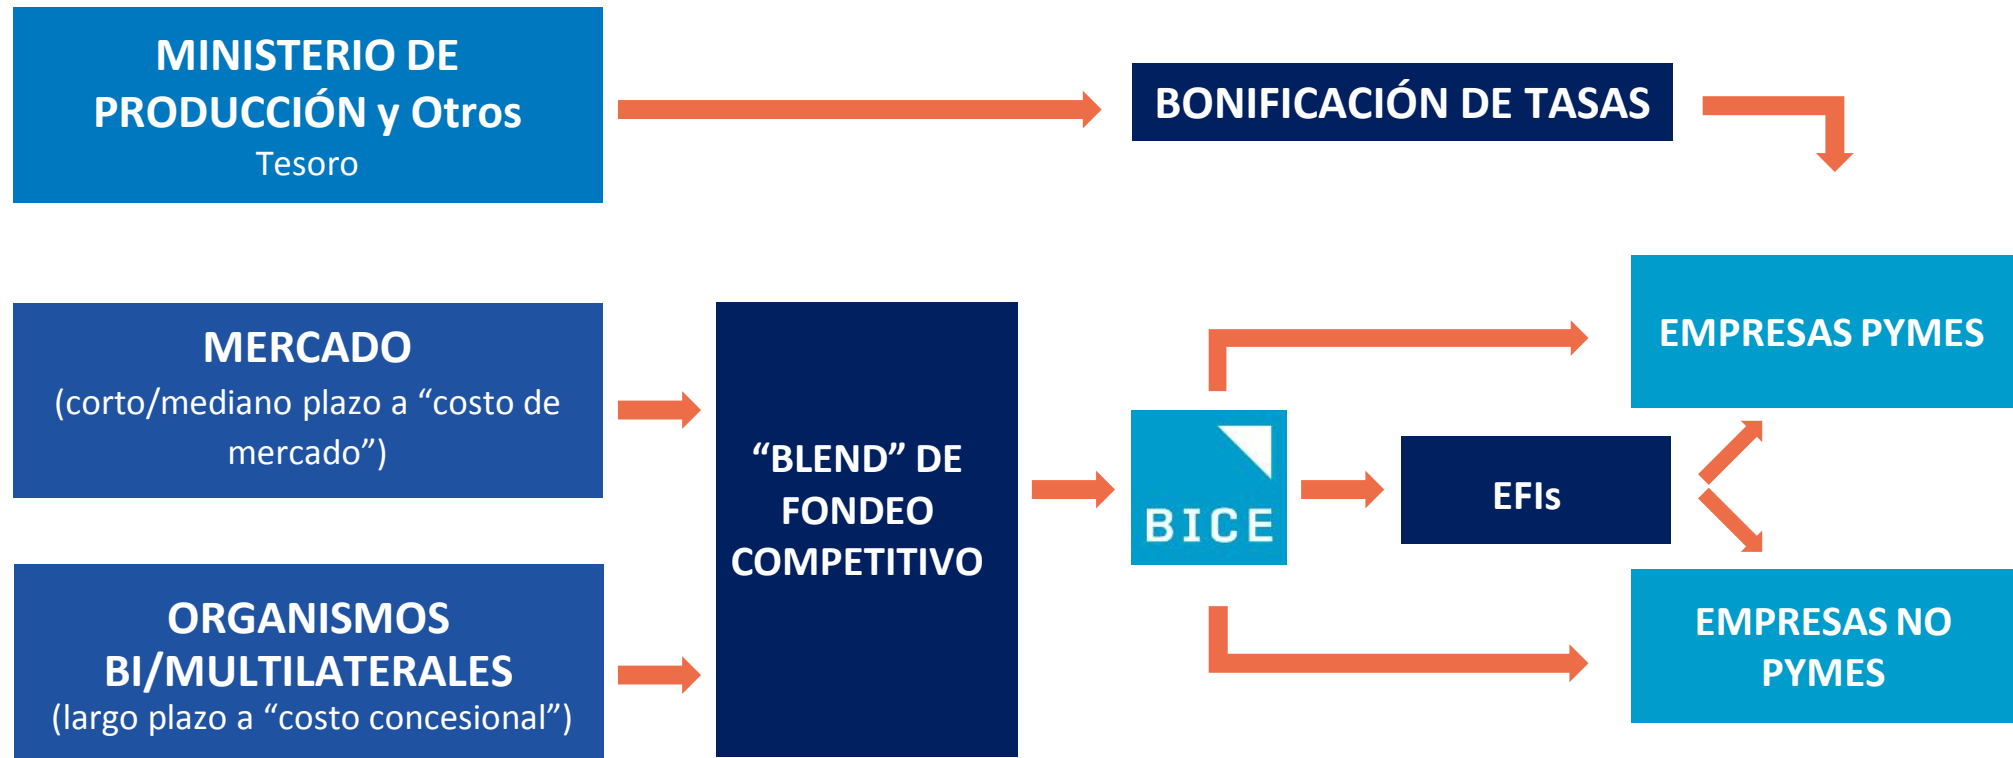 MINISTERIO DE
PRODUCCIÓN y Otros
Tesoro
BONIFICACIÓN DE TASAS
MERCADO
(corto/mediano plazo a “costo de
mercado”)
ORGANISMOS
BI/MULTILATERALES
(largo plazo a “costo concesional”)
“BLEND” DE
FONDEO
COMPETITIVO
BICE
EFIs
EMPRESAS PYMES
EMPRESAS NO
PYMES